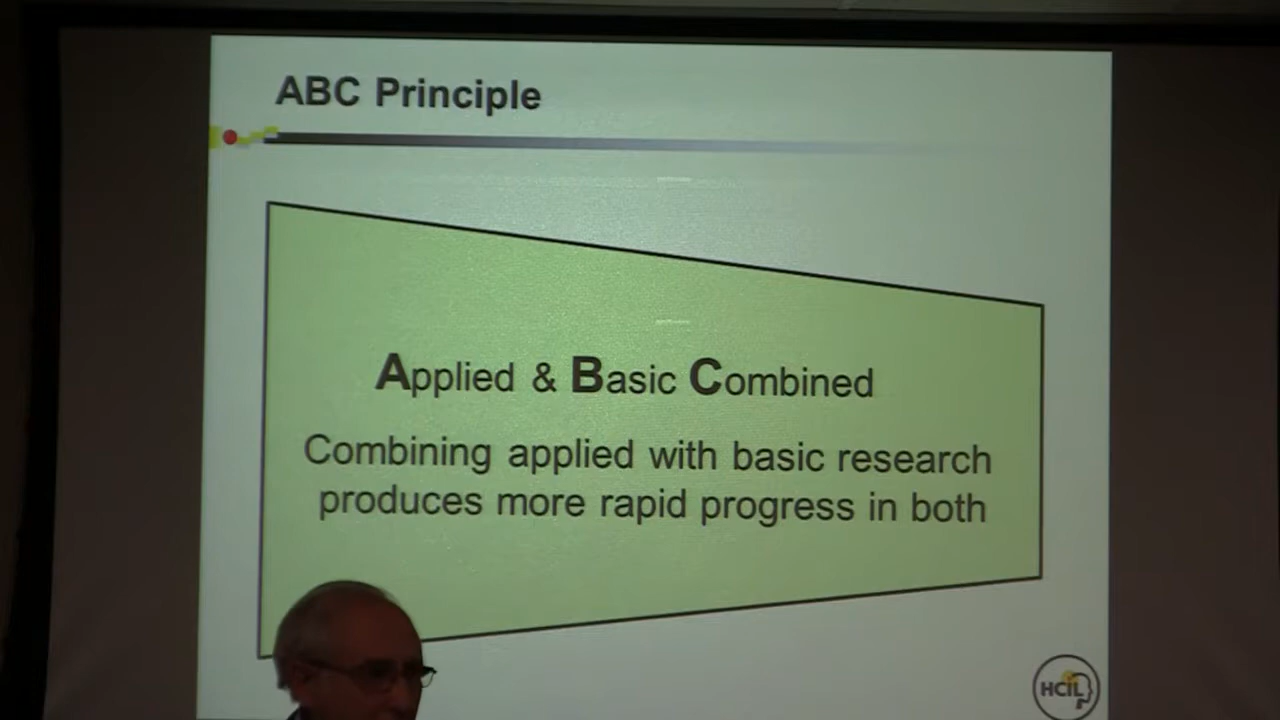 ABC Principle
Applied & Basic Combined
Combining applied with basic research
produces more rapid progress in both
HCIL